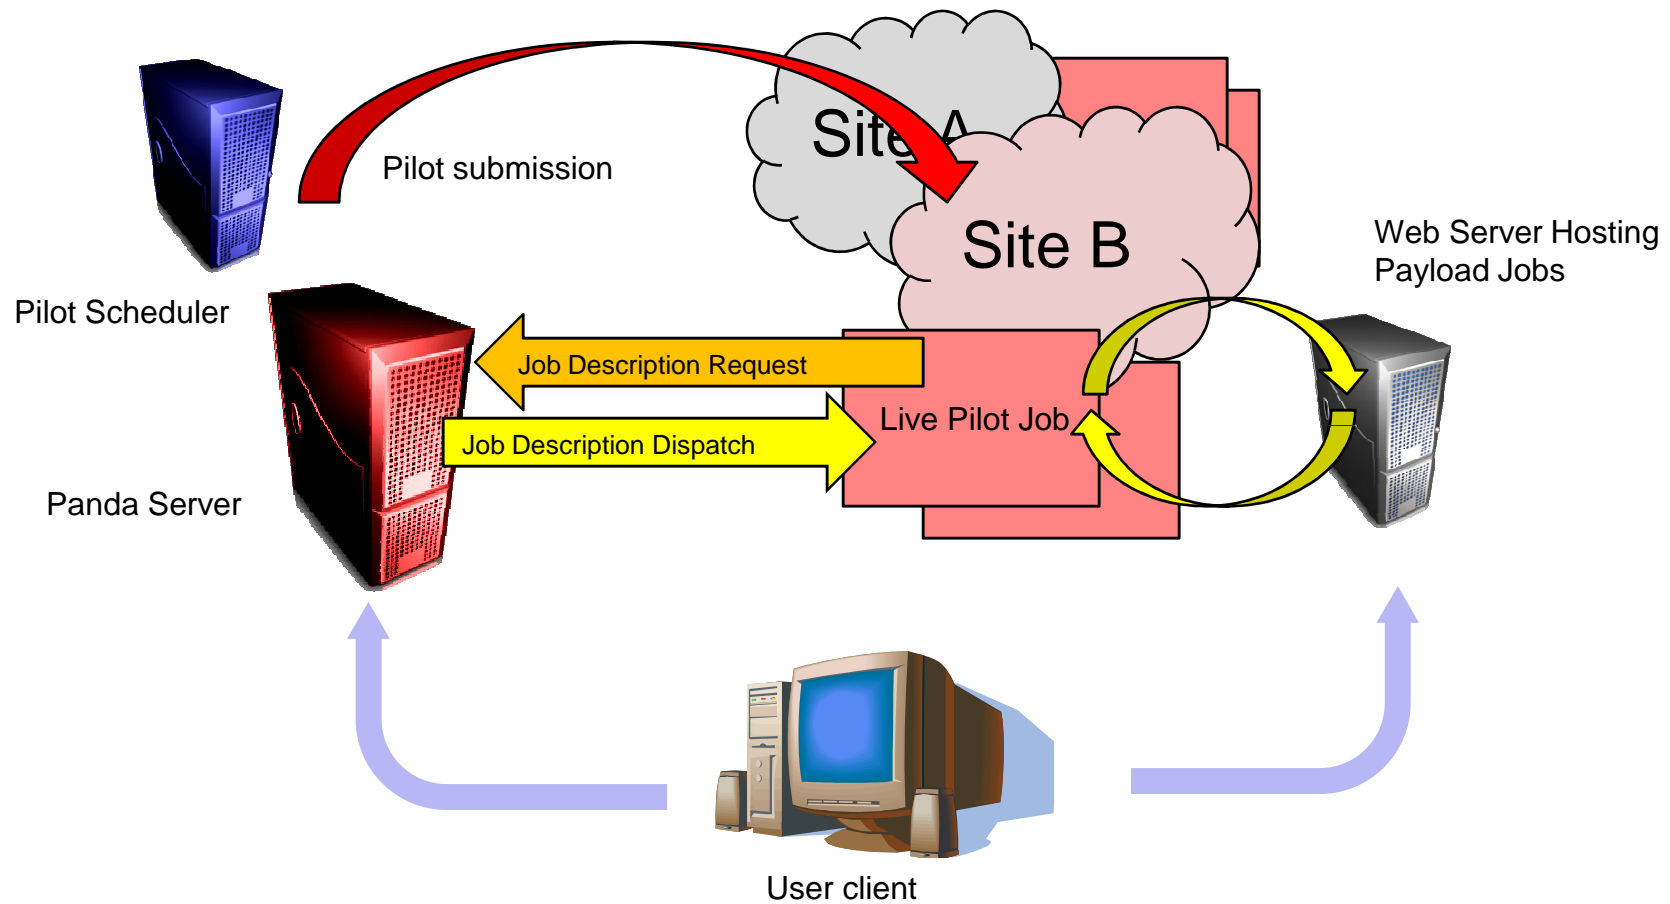 Site A
Pilot submission
Site B
Web Server Hosting
Payload Jobs
Pilot Scheduler
Job Description Request
Live Pilot Job
Job Description Dispatch
Panda Server
User client